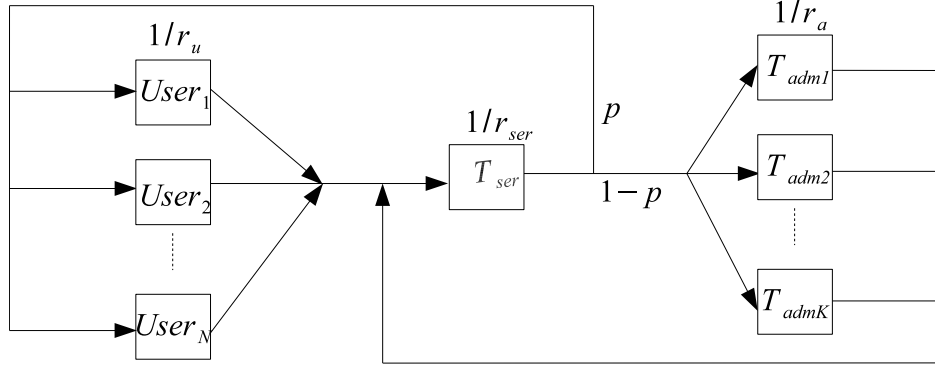 1/r_u
User_1
User_2
User_N
1/r_ser
T_ser
p
1−p
1/r_a
T_adm1
T_adm2
T_admK